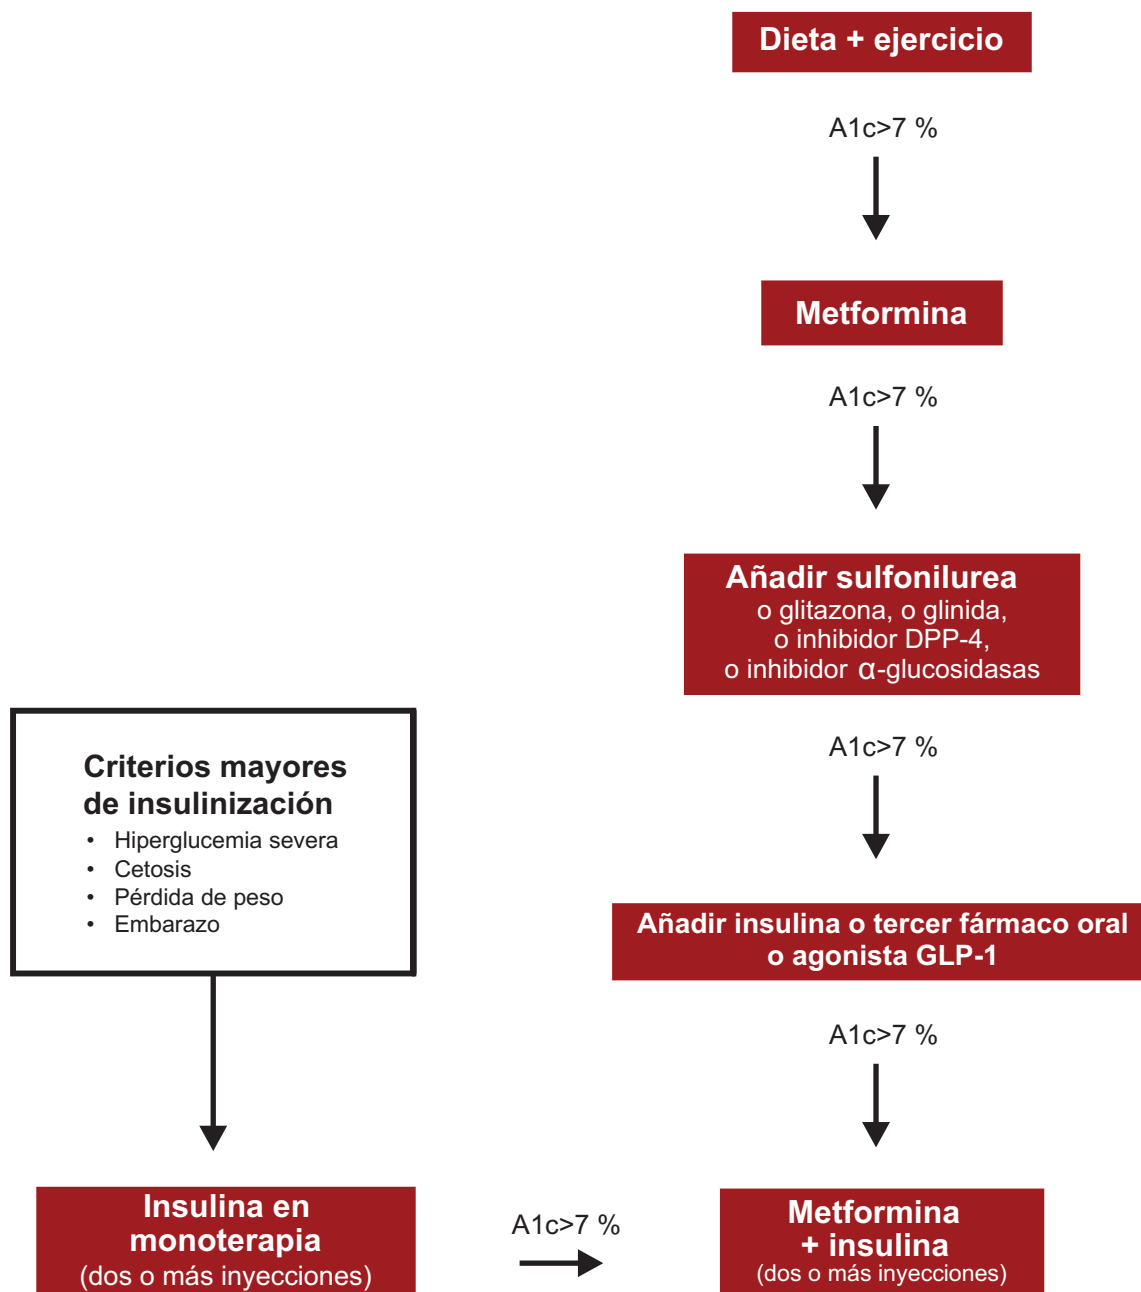 Dieta + ejercicio
A1c>7 %
Metformina
A1c>7 %
Añadir sulfonilurea
o glitazona, o glinida,
o inhibidor DPP-4,
o inhibidor α-glucosidasas
A1c>7 %
Añadir insulina o tercer fármaco oral
o agonista GLP-1
A1c>7 %
Criterios mayores
de insulinización
• Hiperglucemia severa
• Cetosis
• Pérdida de peso
• Embarazo
Insulina en
monoterapia
(dos o más inyecciones)
A1c>7 %
Metformina
+ insulina
(dos o más inyecciones)